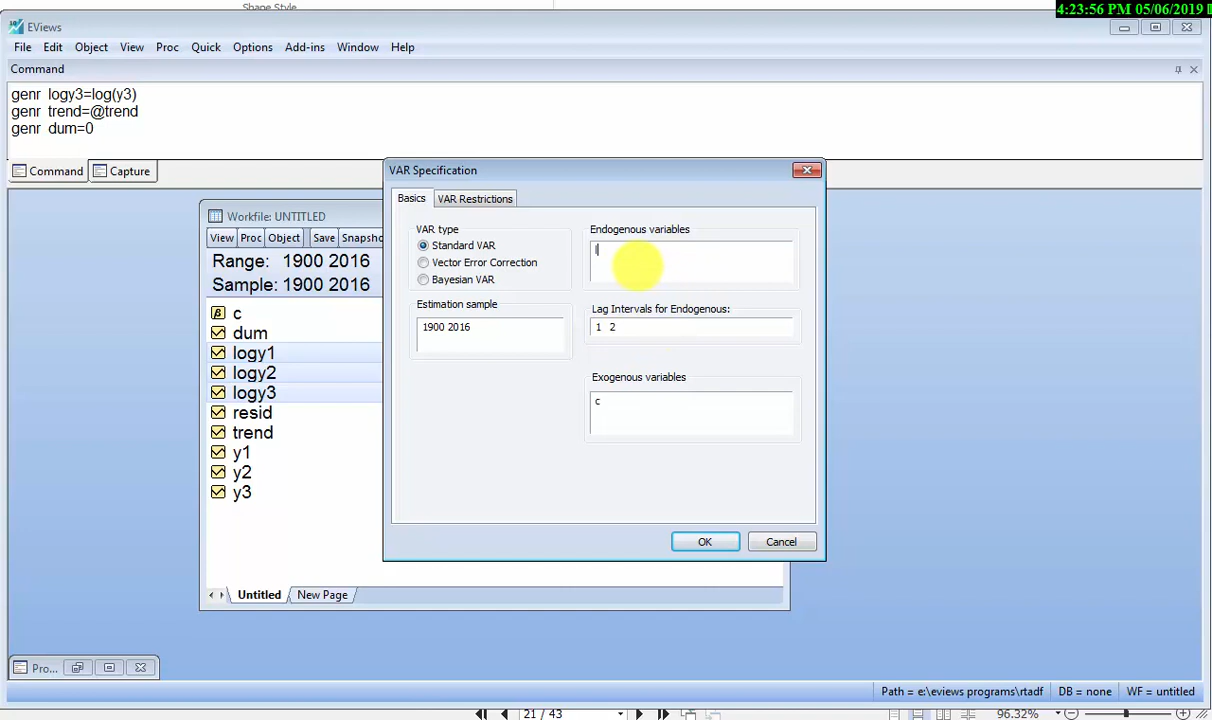 Shape Style
4:23:56 PM 05/06/2019
EViews
File Edit Object View Proc Quick Options Add-ins Window Help
Command
genr logy3=log(y3)
genr trend=@trend
genr dum=0
Command Capture
VAR Specification
Workfile: UNTITLED
View Proc Object Save Snapsho
Range: 1900 2016
Sample: 1900 2016
c
dum
logy1
logy2
logy3
resid
trend
y1
y2
y3
Untitled New Page
Basics VAR Restrictions
VAR type
Standard VAR
Vector Error Correction
Bayesian VAR
Estimation sample
1900 2016
Endogenous variables
l
Lag Intervals for Endogenous:
1 2
Exogenous variables
c
OK Cancel
Pro...
Path = e:\eviews programs\rtadf DB = none WF = untitled
21 / 43 96.32%